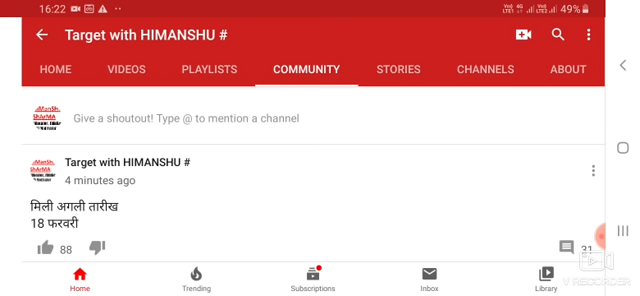 16:22
49%
Target with HIMANSHU #
HOME VIDEOS PLAYLISTS COMMUNITY STORIES CHANNELS ABOUT
Give a shoutout! Type @ to mention a channel
Target with HIMANSHU #
4 minutes ago
मिली अगली तारीख
18 फरवरी
88
31
V RECORDER
Home Trending Subscriptions Inbox Library